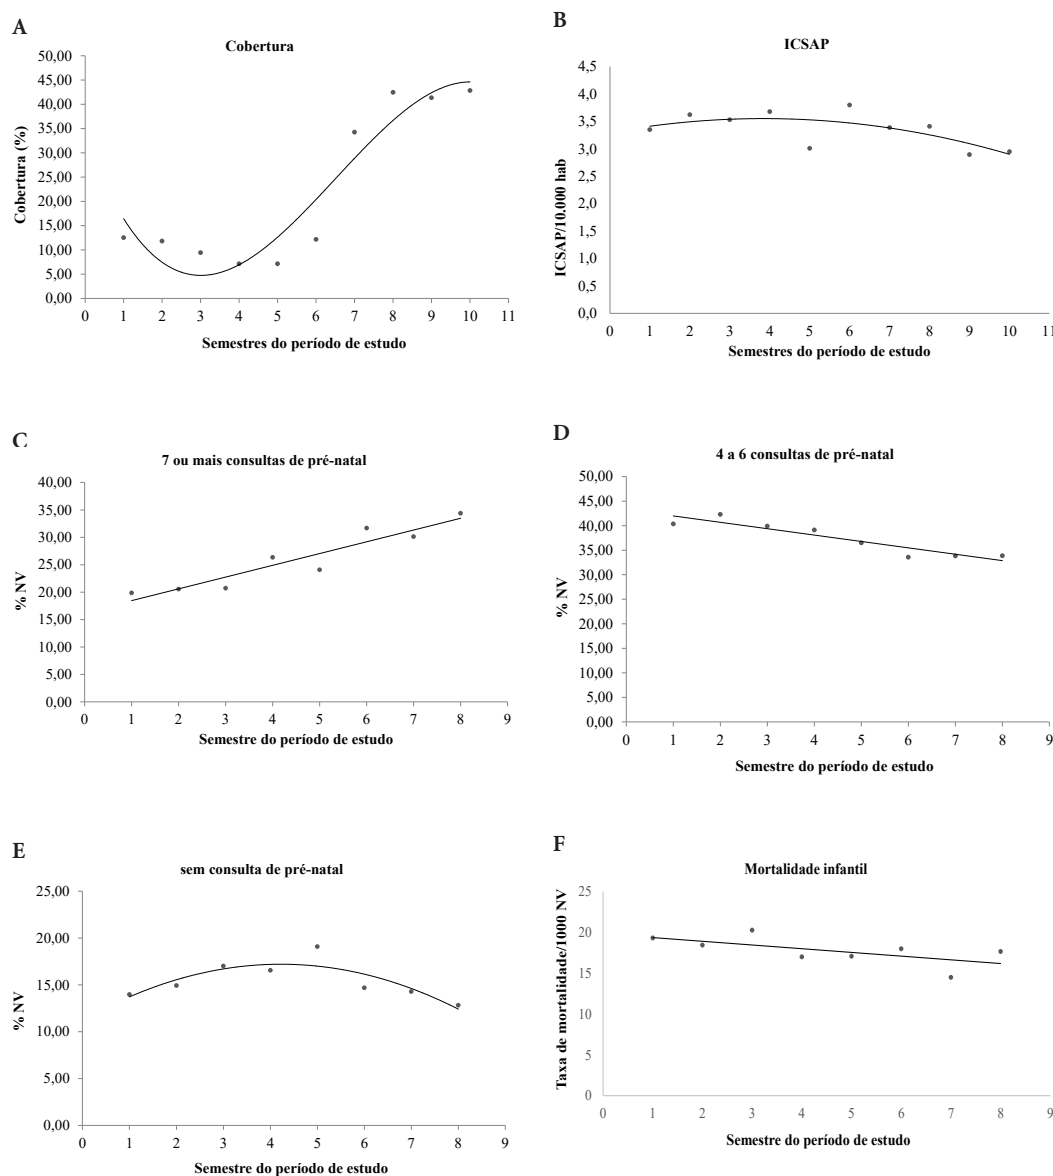 A
Cobertura
50,00
45,00
40,00
35,00
30,00
25,00
20,00
15,00
10,00
5,00
0,00
Cobertura (%)
0 1 2 3 4 5 6 7 8 9 10 11
Semestres do período de estudo
B
ICSAP
4,5
4,0
3,5
3,0
2,5
2,0
1,5
1,0
0,5
0,0
ICSAP/10.000 hab
0 1 2 3 4 5 6 7 8 9 10 11
Semestres do período de estudo
C
7 ou mais consultas de pré-natal
40,00
35,00
30,00
25,00
20,00
15,00
10,00
5,00
0,00
% NV
0 1 2 3 4 5 6 7 8 9
Semestre do período de estudo
D
4 a 6 consultas de pré-natal
50,00
45,00
40,00
35,00
30,00
25,00
20,00
15,00
10,00
5,00
0,00
% NV
0 1 2 3 4 5 6 7 8 9
Semestre do período de estudo
E
sem consulta de pré-natal
25,00
20,00
15,00
10,00
5,00
0,00
% NV
0 1 2 3 4 5 6 7 8 9
Semestre do período de estudo
F
Mortalidade infantil
25
20
15
10
5
0
Taxa de mortalidade/1000 NV
0 1 2 3 4 5 6 7 8 9
Semestre do período de estudo